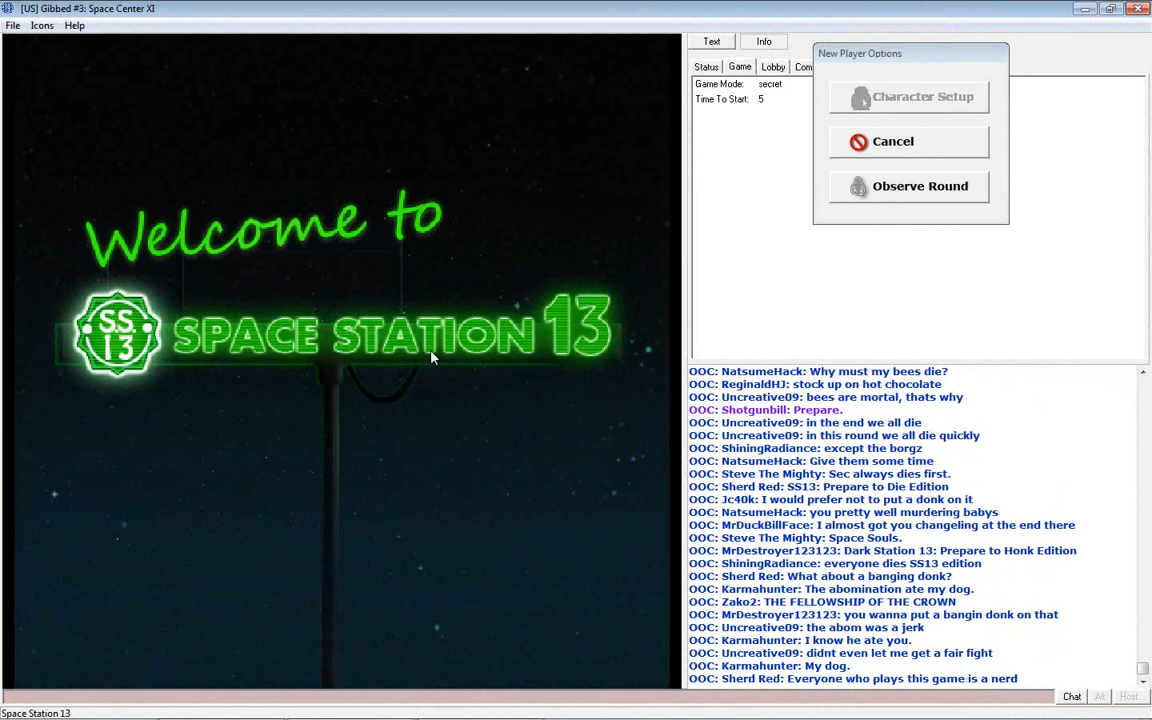 [US] Gibbed #3: Space Center XI
File Icons Help
Text Info
Status Game Lobby Com
Game Mode: secret
Time To Start: 5
New Player Options
Character Setup
Cancel
Observe Round
Welcome to
S.S.
13
SPACE STATION 13
OOC: NatsumeHack: Why must my bees die?
OOC: ReginaldHJ: stock up on hot chocolate
OOC: Uncreative09: bees are mortal, thats why
OOC: Shotgunbill: Prepare.
OOC: Uncreative09: in the end we all die
OOC: Uncreative09: in this round we all die quickly
OOC: ShiningRadiance: except the borgz
OOC: NatsumeHack: Give them some time
OOC: Steve The Mighty: Sec always dies first.
OOC: Sherd Red: SS13: Prepare to Die Edition
OOC: Jc40k: I would prefer not to put a donk on it
OOC: NatsumeHack: you pretty well murdering babys
OOC: MrDuckBillFace: I almost got you changeling at the end there
OOC: Steve The Mighty: Space Souls.
OOC: MrDestroyer123123: Dark Station 13: Prepare to Honk Edition
OOC: ShiningRadiance: everyone dies SS13 edition
OOC: Sherd Red: What about a banging donk?
OOC: Karmahunter: The abomination ate my dog.
OOC: Zako2: THE FELLOWSHIP OF THE CROWN
OOC: MrDestroyer123123: you wanna put a bangin donk on that
OOC: Uncreative09: the abom was a jerk
OOC: Karmahunter: I know he ate you.
OOC: Uncreative09: didnt even let me get a fair fight
OOC: Karmahunter: My dog.
OOC: Sherd Red: Everyone who plays this game is a nerd
Chat Alt Host
Space Station 13